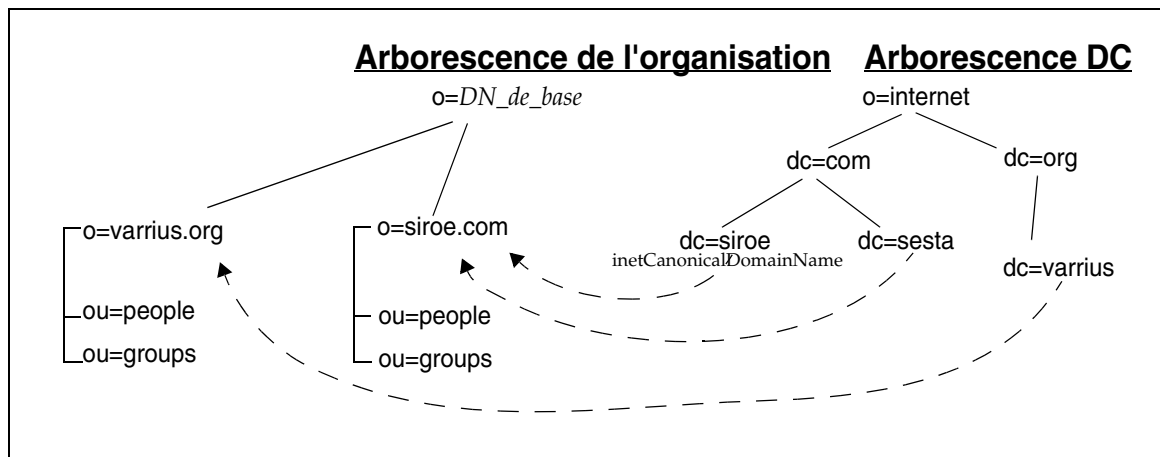 Arborescence de l'organisation
Arborescence DC
o=DN_de_base
o=internet
dc=com
dc=org
o=varrius.org
o=siroe.com
dc=siroe
inetCanonicalDomainName
dc=sesta
dc=varrius
ou=people
ou=people
ou=groups
ou=groups